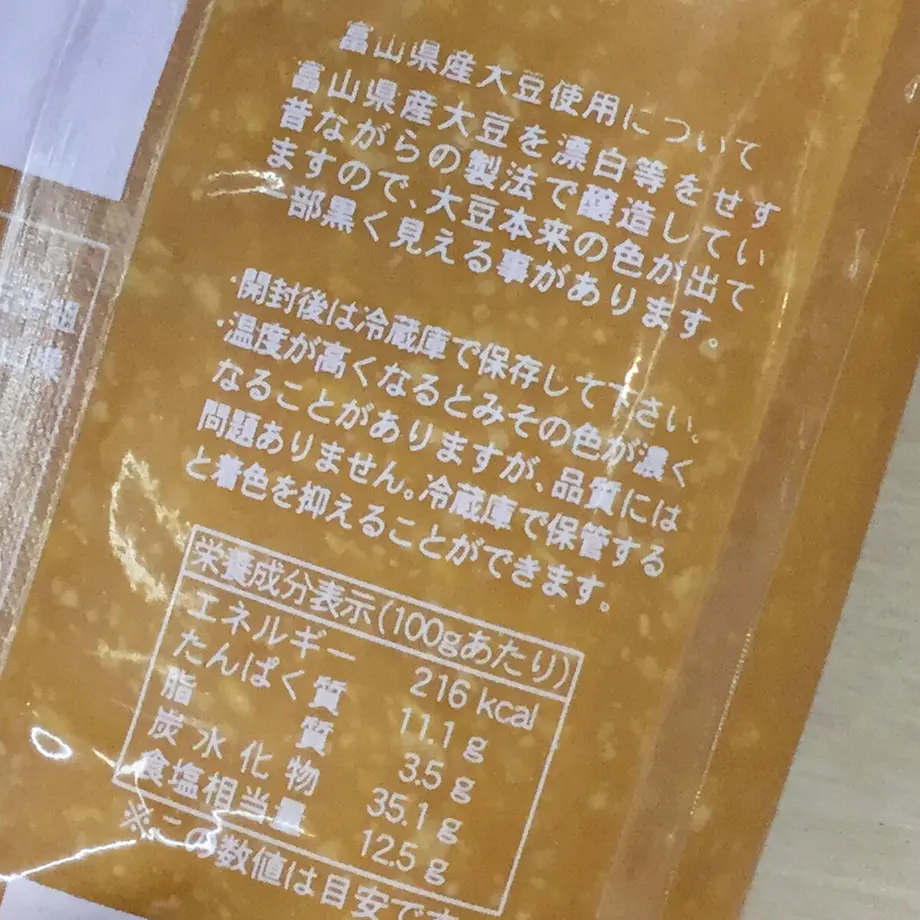 富山県産大豆使用について
富山県産大豆を漂白等をせず
昔ながらの製法で醸造してい
ますので、大豆本来の色が出て
一部黒く見える事があります。
・開封後は冷蔵庫で保存して下さい。
・温度が高くなるとみその色が濃く
なることがありますが、品質には
問題ありません。冷蔵庫で保管する
と着色を抑えることができます。
栄養成分表示(100gあたり)
エネルギー 216 kcal
たんぱく質 11.1 g
脂質 3.5 g
炭水化物 35.1 g
食塩相当量 12.5 g
※この数値は目安です